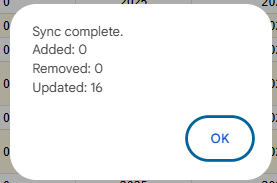 Sync complete.
Added: 0
Removed: 0
Updated: 16
OK